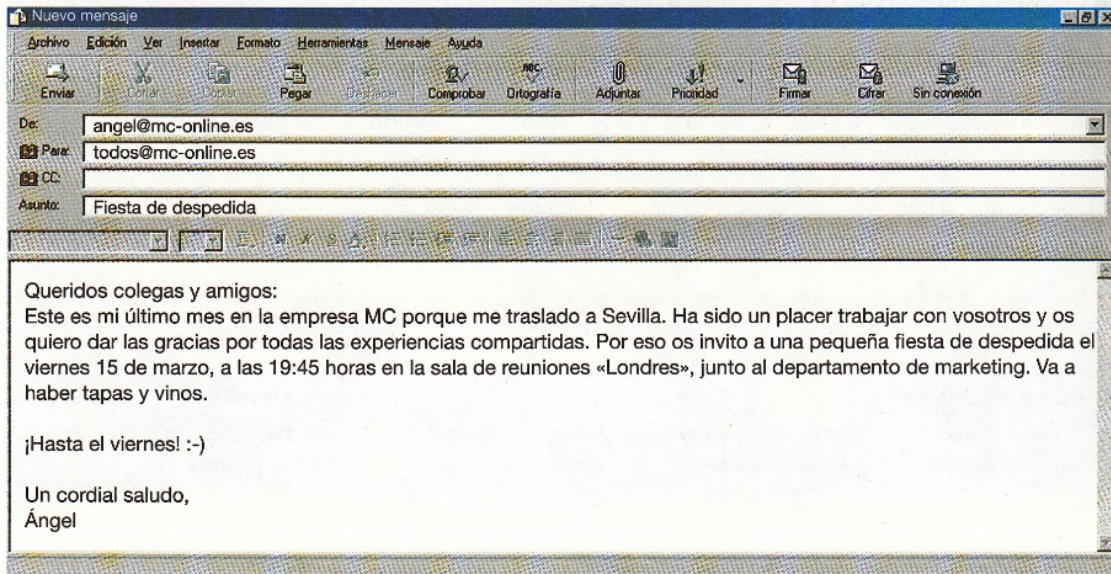 Nuevo mensaje
Archivo Edición Ver Insertar Formato Herramientas Mensaje Ayuda
Enviar Cortar Copiar Pegar Deshacer Comprobar Ortografía Adjuntar Prioridad Firmar Cifrar Sin conexión
De: angel@mc-online.es
Para: todos@mc-online.es
CC:
Asunto: Fiesta de despedida
Queridos colegas y amigos:
Este es mi último mes en la empresa MC porque me traslado a Sevilla. Ha sido un placer trabajar con vosotros y os
quiero dar las gracias por todas las experiencias compartidas. Por eso os invito a una pequeña fiesta de despedida el
viernes 15 de marzo, a las 19:45 horas en la sala de reuniones «Londres», junto al departamento de marketing. Va a
haber tapas y vinos.
¡Hasta el viernes! :-)
Un cordial saludo,
Ángel